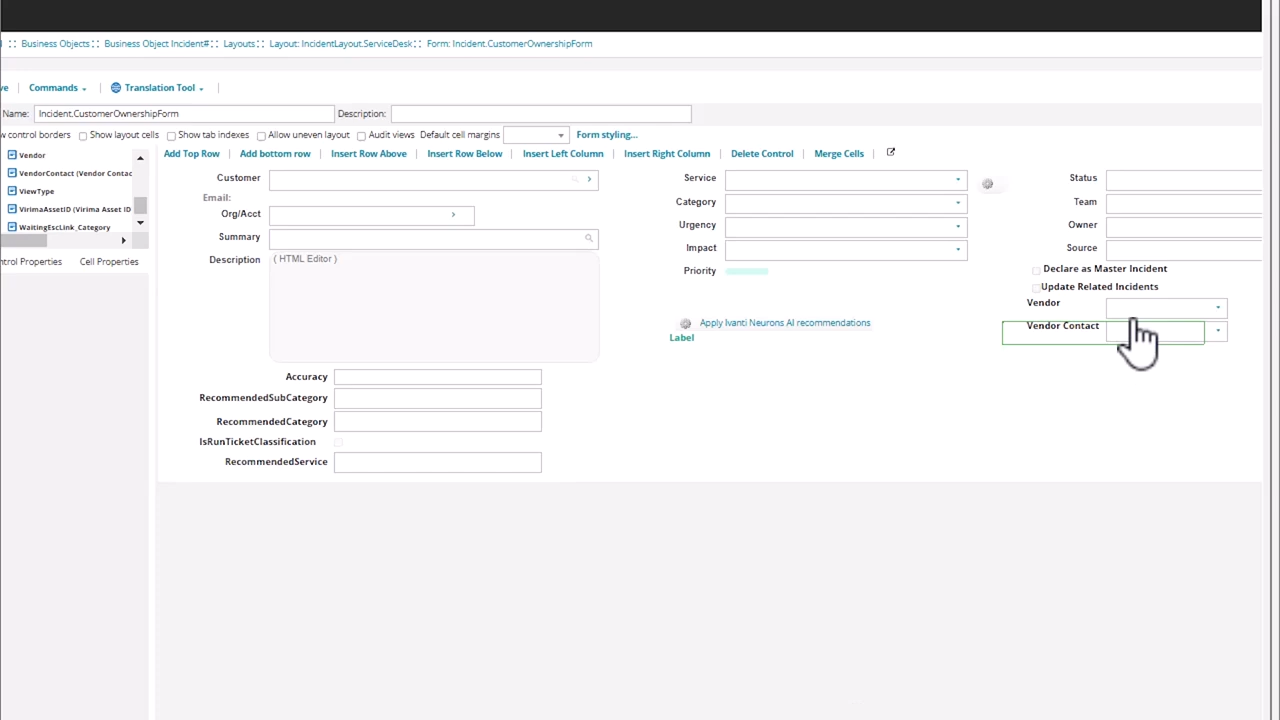 Business Objects :: Business Object Incident# :: Layouts :: Layout: IncidentLayout.ServiceDesk :: Form: Incident.CustomerOwnershipForm
Commands
Translation Tool
Name: Incident.CustomerOwnershipForm Description:
control borders Show layout cells Show tab indexes Allow uneven layout Audit views Default cell margins Form styling...
Add Top Row Add bottom row Insert Row Above Insert Row Below Insert Left Column Insert Right Column Delete Control Merge Cells
Vendor
VendorContact (Vendor Contac
ViewType
VirimaAssetID (Virima Asset ID
WaitingEscLink_Category
ntrol Properties Cell Properties
Customer
Email:
Org/Acct
Summary
Description
( HTML Editor )
Accuracy
RecommendedSubCategory
RecommendedCategory
IsRunTicketClassification
RecommendedService
Service
Category
Urgency
Impact
Priority
Apply Ivanti Neurons AI recommendations
Label
Status
Team
Owner
Source
Declare as Master Incident
Update Related Incidents
Vendor
Vendor Contact